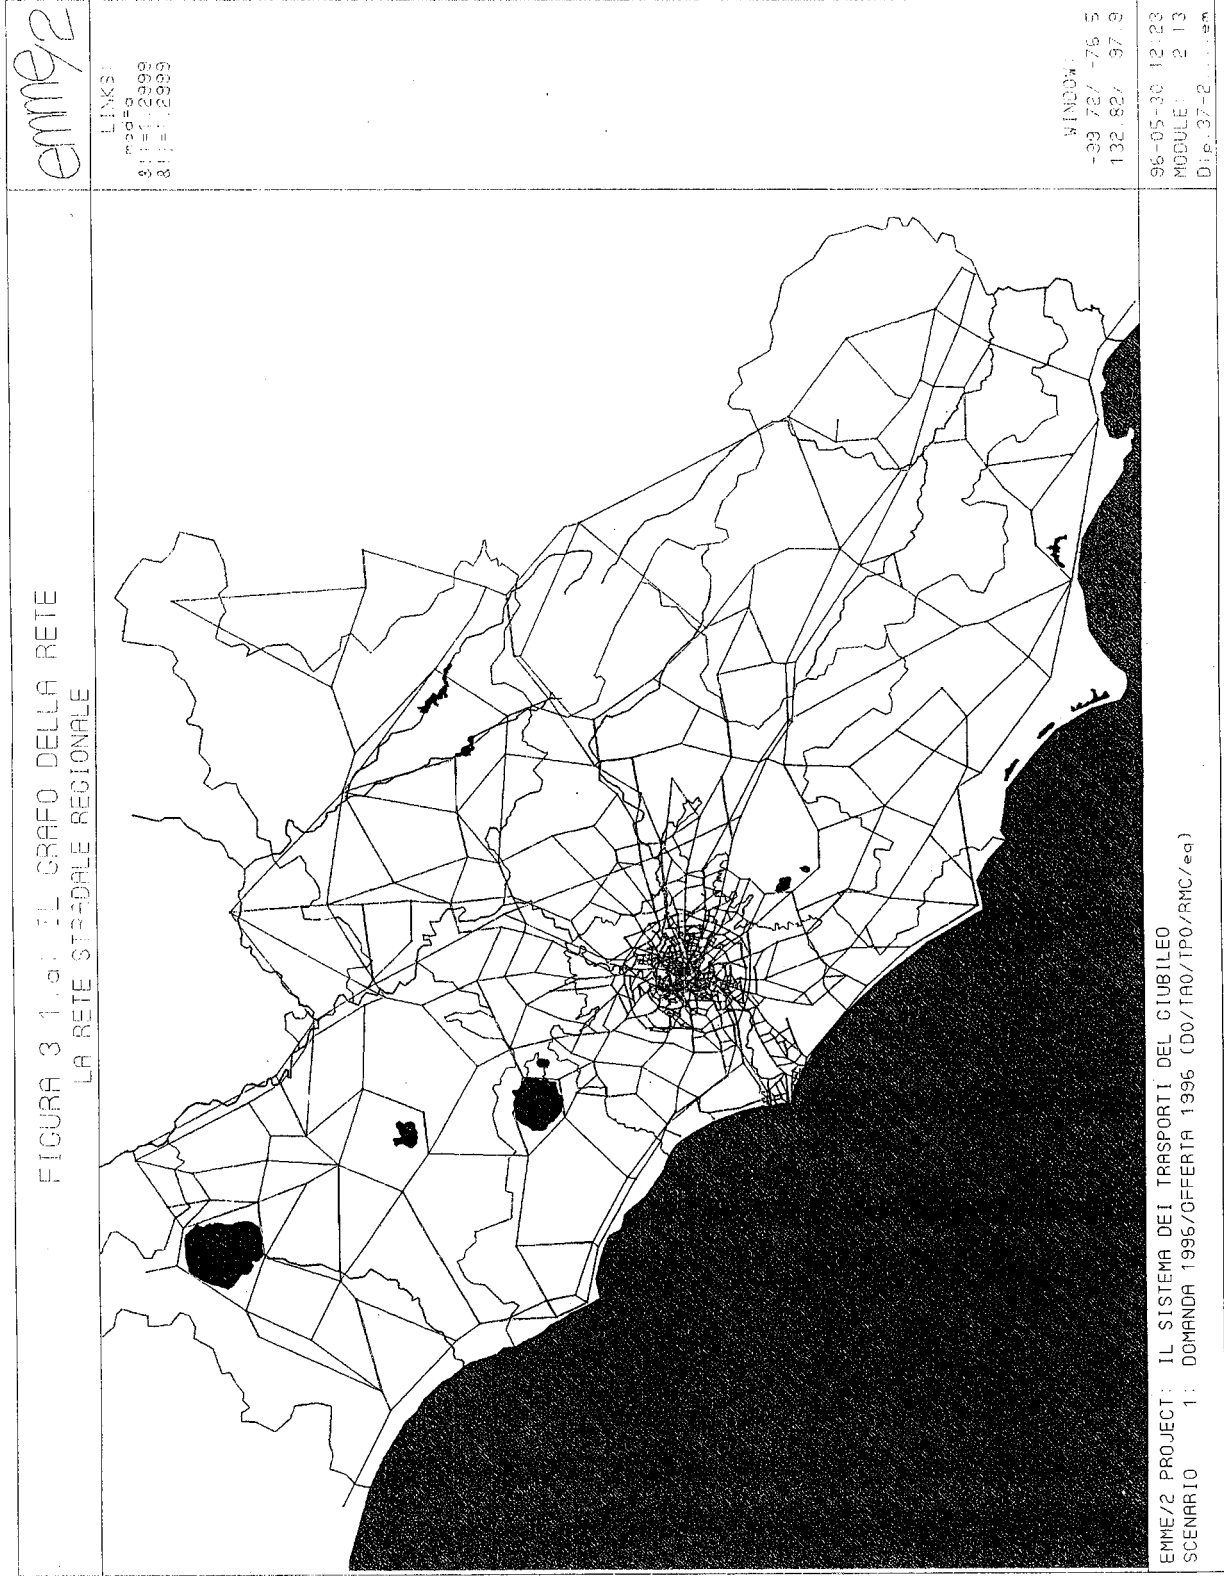 FIGURA 3.1.a: IL GRAFO DELLA RETE
LA RETE STRADALE REGIONALE
emme/2
LINKS:
WINDOW:
-99.72/ -76.5
132.82/ 97.9
EMME/2 PROJECT: IL SISTEMA DEI TRASPORTI DEL GIUBILEO
SCENARIO 1: DOMANDA 1996/OFFERTA 1996 (DO/IAO/TPO/RMC/eq)
96-05-30 12:23
MODULE: 2.13